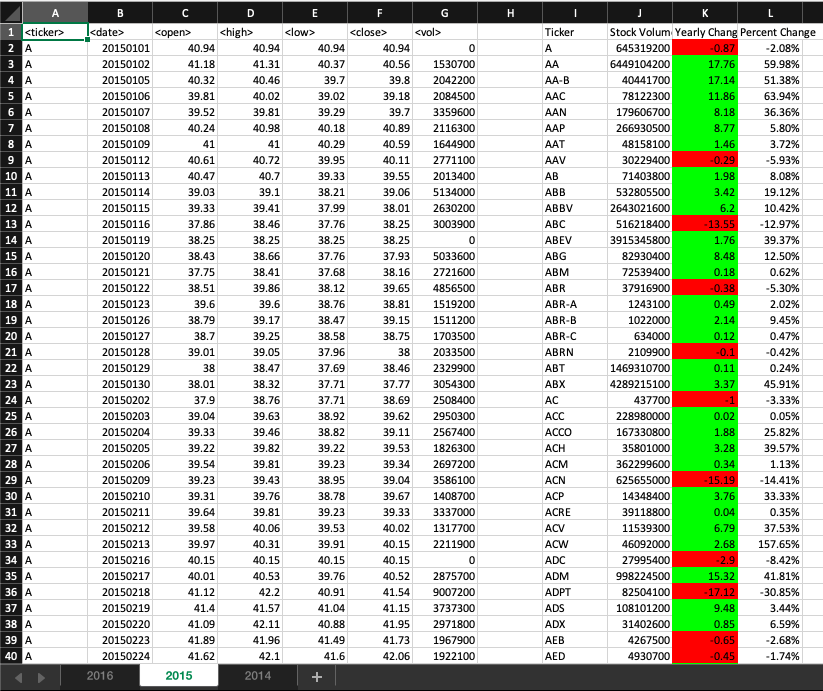 A B C D E F G H I J K L
1 <ticker> <date> <open> <high> <low> <close> <vol> Ticker Stock Volum Yearly Chang Percent Change
2 A 20150101 40.94 40.94 40.94 40.94 0 A 645319200 -0.87 -2.08%
3 A 20150102 41.18 41.31 40.37 40.56 1530700 AA 6449104200 17.76 59.98%
4 A 20150105 40.32 40.46 39.7 39.8 2042200 AA-B 40441700 17.14 51.38%
5 A 20150106 39.81 40.02 39.02 39.18 2084500 AAC 78122300 11.86 63.94%
6 A 20150107 39.52 39.81 39.29 39.7 3359600 AAN 179606700 8.18 36.36%
7 A 20150108 40.24 40.98 40.18 40.89 2116300 AAP 266930500 8.77 5.80%
8 A 20150109 41 41 40.29 40.59 1644900 AAT 48158100 1.46 3.72%
9 A 20150112 40.61 40.72 39.95 40.11 2771100 AAV 30229400 -0.29 -5.93%
10 A 20150113 40.47 40.7 39.33 39.55 2013400 AB 71403800 1.98 8.08%
11 A 20150114 39.03 39.1 38.21 39.06 5134000 ABB 532805500 3.42 19.12%
12 A 20150115 39.33 39.41 37.99 38.01 2630200 ABBV 2643021600 6.2 10.42%
13 A 20150116 37.86 38.46 37.76 38.25 3003900 ABC 516218400 -13.55 -12.97%
14 A 20150119 38.25 38.25 38.25 38.25 0 ABEV 3915345800 1.76 39.37%
15 A 20150120 38.43 38.66 37.76 37.93 5033600 ABG 82930400 8.48 12.50%
16 A 20150121 37.75 38.41 37.68 38.16 2721600 ABM 72539400 0.18 0.62%
17 A 20150122 38.51 39.86 38.12 39.65 4856500 ABR 37916900 -0.38 -5.30%
18 A 20150123 39.6 39.6 38.76 38.81 1519200 ABR-A 1243100 0.49 2.02%
19 A 20150126 38.79 39.17 38.47 39.15 1511200 ABR-B 1022000 2.14 9.45%
20 A 20150127 38.7 39.25 38.58 38.75 1703500 ABR-C 634000 0.12 0.47%
21 A 20150128 39.01 39.05 37.96 38 2033500 ABRN 2109900 -0.1 -0.42%
22 A 20150129 38 38.47 37.69 38.46 2329900 ABT 1469310700 0.11 0.24%
23 A 20150130 38.01 38.32 37.71 37.77 3054300 ABX 4289215100 3.37 45.91%
24 A 20150202 37.9 38.76 37.71 38.69 2508400 AC 437700 -1 -3.33%
25 A 20150203 39.04 39.63 38.92 39.62 2950300 ACC 228980000 0.02 0.05%
26 A 20150204 39.33 39.46 38.82 39.11 2567400 ACCO 167330800 1.88 25.82%
27 A 20150205 39.22 39.82 39.22 39.53 1826300 ACH 35801000 3.28 39.57%
28 A 20150206 39.54 39.81 39.23 39.34 2697200 ACM 362299600 0.34 1.13%
29 A 20150209 39.23 39.43 38.95 39.04 3586100 ACN 625655000 -15.19 -14.41%
30 A 20150210 39.31 39.76 38.78 39.67 1408700 ACP 14348400 3.76 33.33%
31 A 20150211 39.64 39.81 39.23 39.33 3337000 ACRE 39118800 0.04 0.35%
32 A 20150212 39.58 40.06 39.53 40.02 1317700 ACV 11539300 6.79 37.53%
33 A 20150213 39.97 40.31 39.91 40.15 2211900 ACW 46092000 2.68 157.65%
34 A 20150216 40.15 40.15 40.15 40.15 0 ADC 27995400 -2.9 -8.42%
35 A 20150217 40.01 40.53 39.76 40.52 2875700 ADM 998224500 15.32 41.81%
36 A 20150218 41.12 42.2 40.91 41.54 9007200 ADPT 82504100 -17.12 -30.85%
37 A 20150219 41.4 41.57 41.04 41.15 3737300 ADS 108101200 9.48 3.44%
38 A 20150220 41.09 42.11 40.88 41.95 2971800 ADX 31402600 0.85 6.59%
39 A 20150223 41.89 41.96 41.49 41.73 1967900 AEB 4267500 -0.65 -2.68%
40 A 20150224 41.62 42.1 41.6 42.06 1922100 AED 4930700 -0.45 -1.74%
2016 2015 2014 +